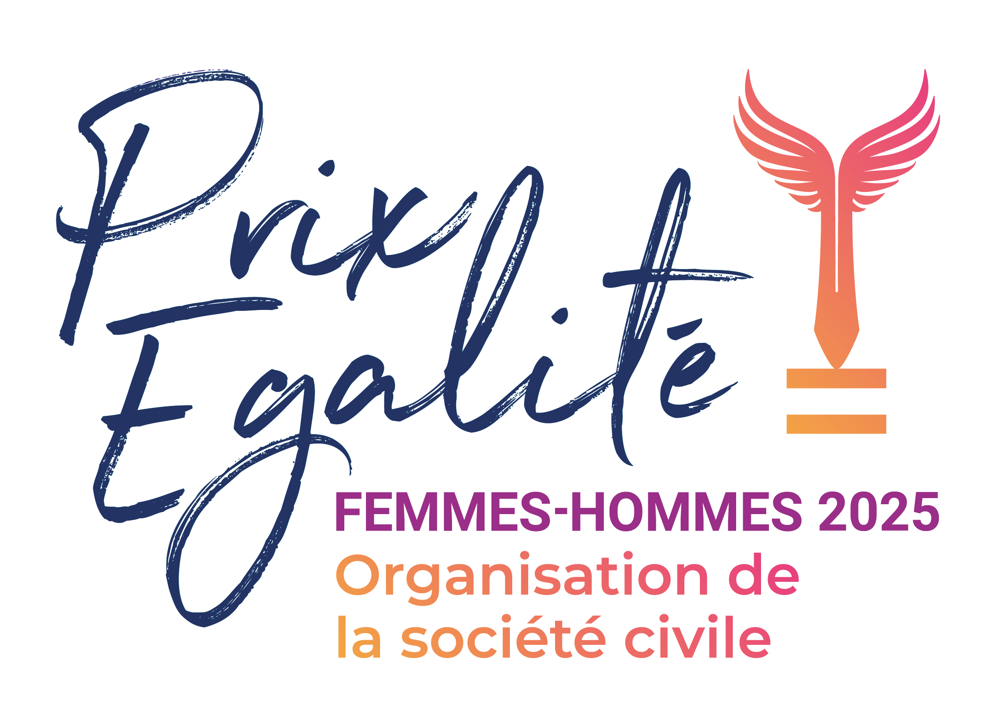 Prix
Egalité
FEMMES-HOMMES 2025
Organisation de
la société civile